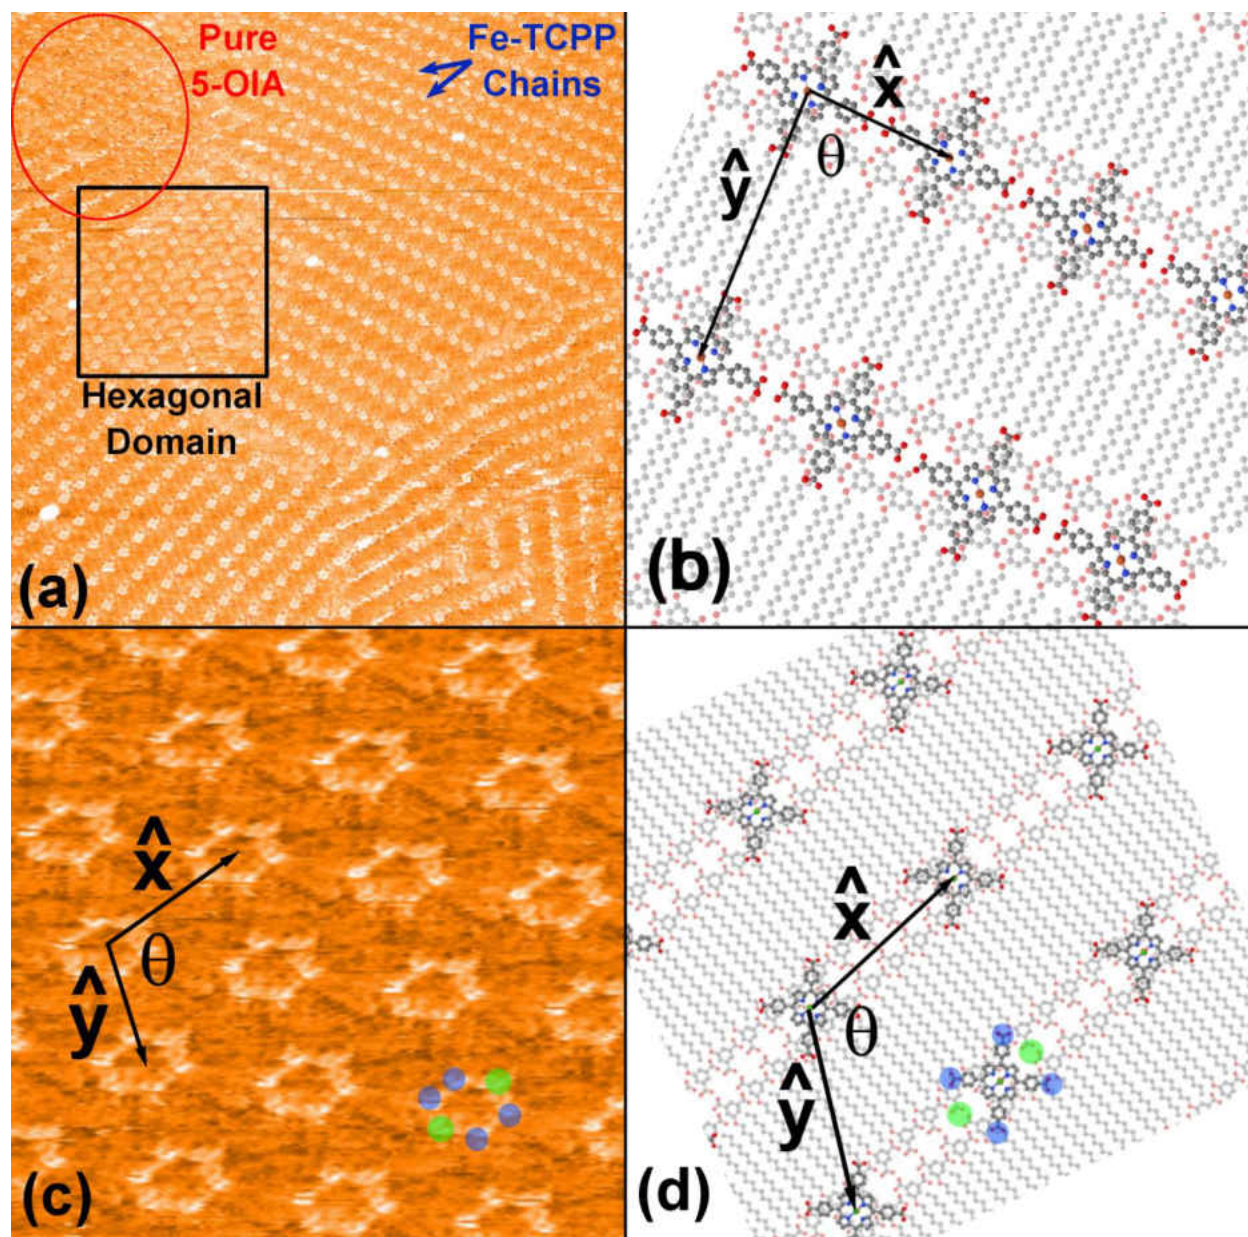 Pure
5-OIA
Fe-TCPP
Chains
Hexagonal
Domain
(a)
x̂
ŷ
θ
(b)
x̂
θ
ŷ
(c)
x̂
θ
ŷ
(d)